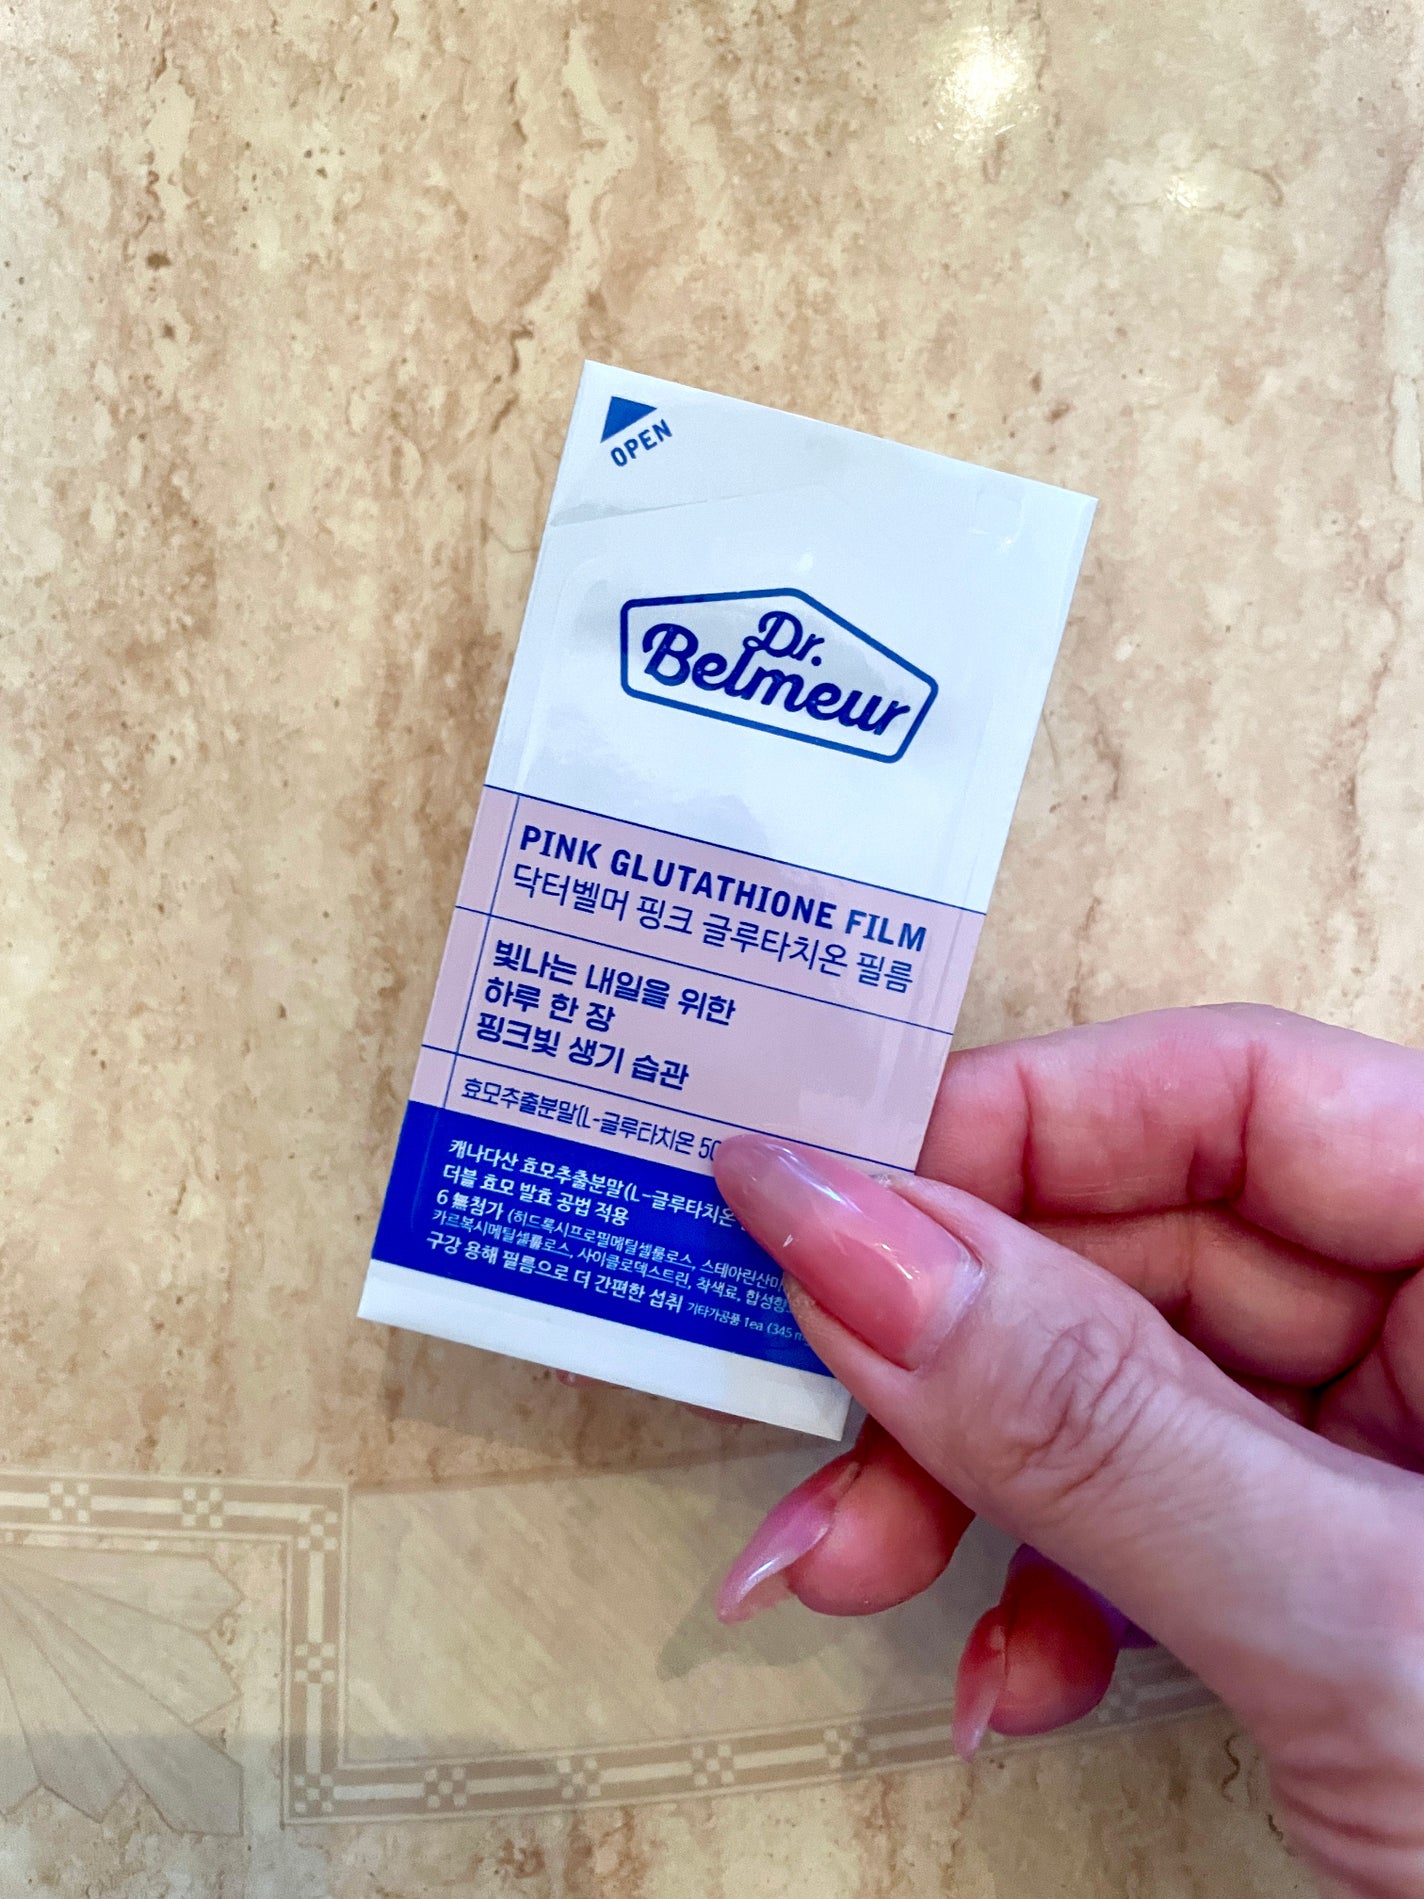 OPEN
Dr.
Belmeur
PINK GLUTATHIONE FILM
닥터벨머 핑크 글루타치온 필름
빛나는 내일을 위한
하루 한 장
핑크빛 생기 습관
효모추출분말(L-글루타치온
캐나다산 효모추출분말(L-글루타치온
더블 효모 발효 공법 적용
6 無첨가 (히드록시프로필메틸셀룰로스, 스테아린산마
카르복시메틸셀룰로스, 사이클로덱스트린, 착색료, 합성향
구강 용해 필름으로 더 간편한 섭취 기타가공품 1ea (345 m